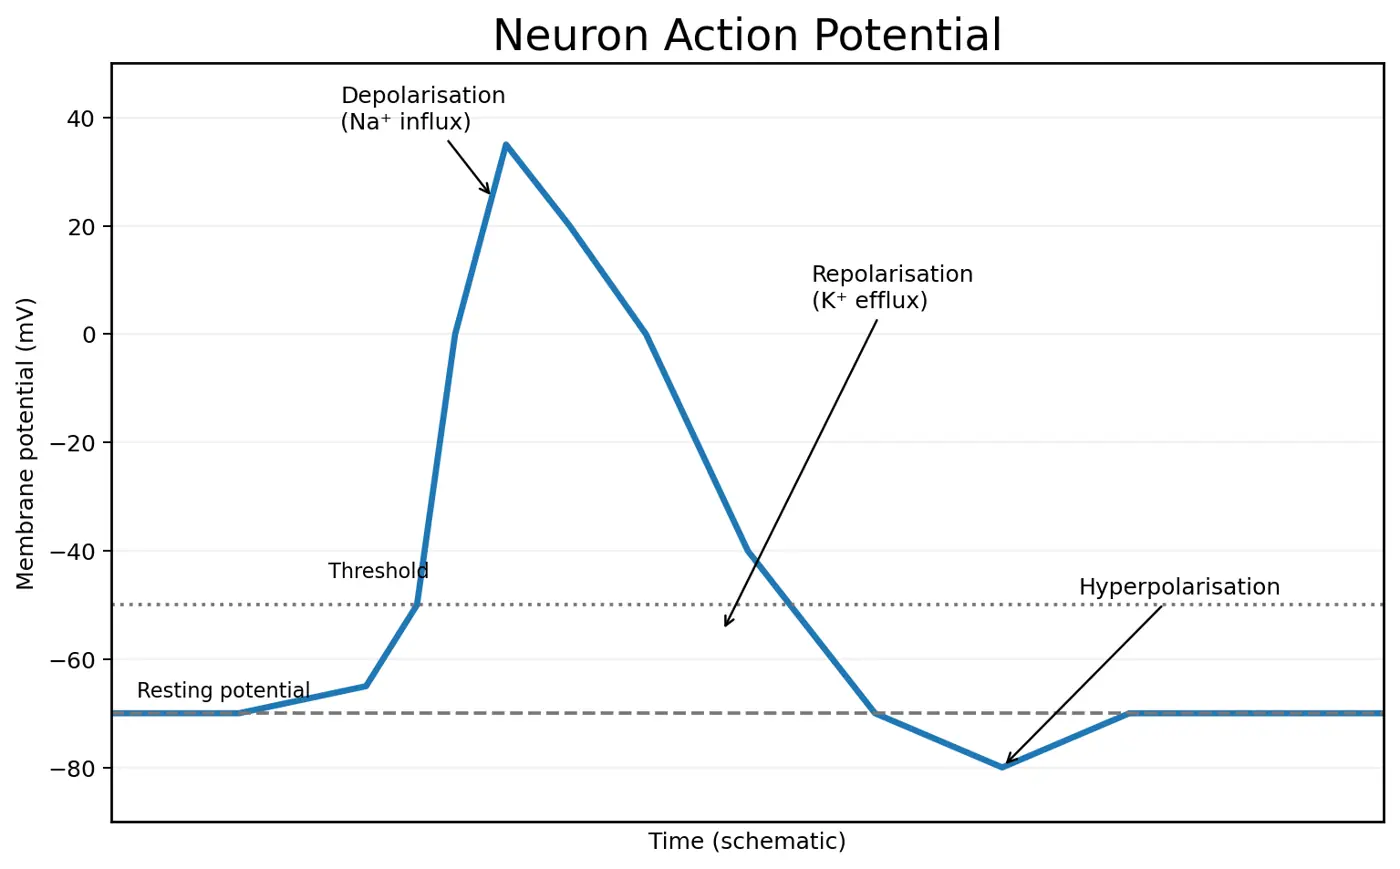 Neuron Action Potential
Depolarisation
(Na⁺ influx)
Repolarisation
(K⁺ efflux)
Threshold
Hyperpolarisation
Resting potential
40
20
0
−20
−40
−60
−80
Membrane potential (mV)
Time (schematic)